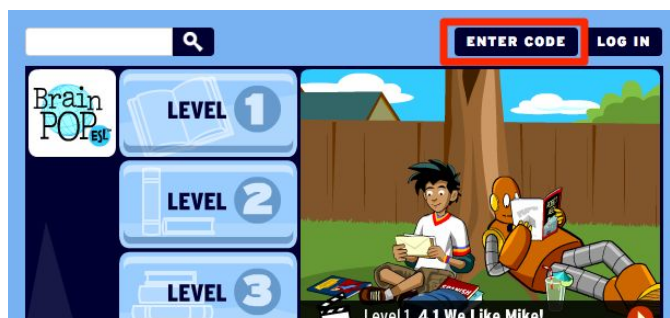 ENTER CODE
LOG IN
Brain
POP ESL
LEVEL 1
LEVEL 2
LEVEL 3
SPANISH
Level 1, 4.1 We Like Mike!